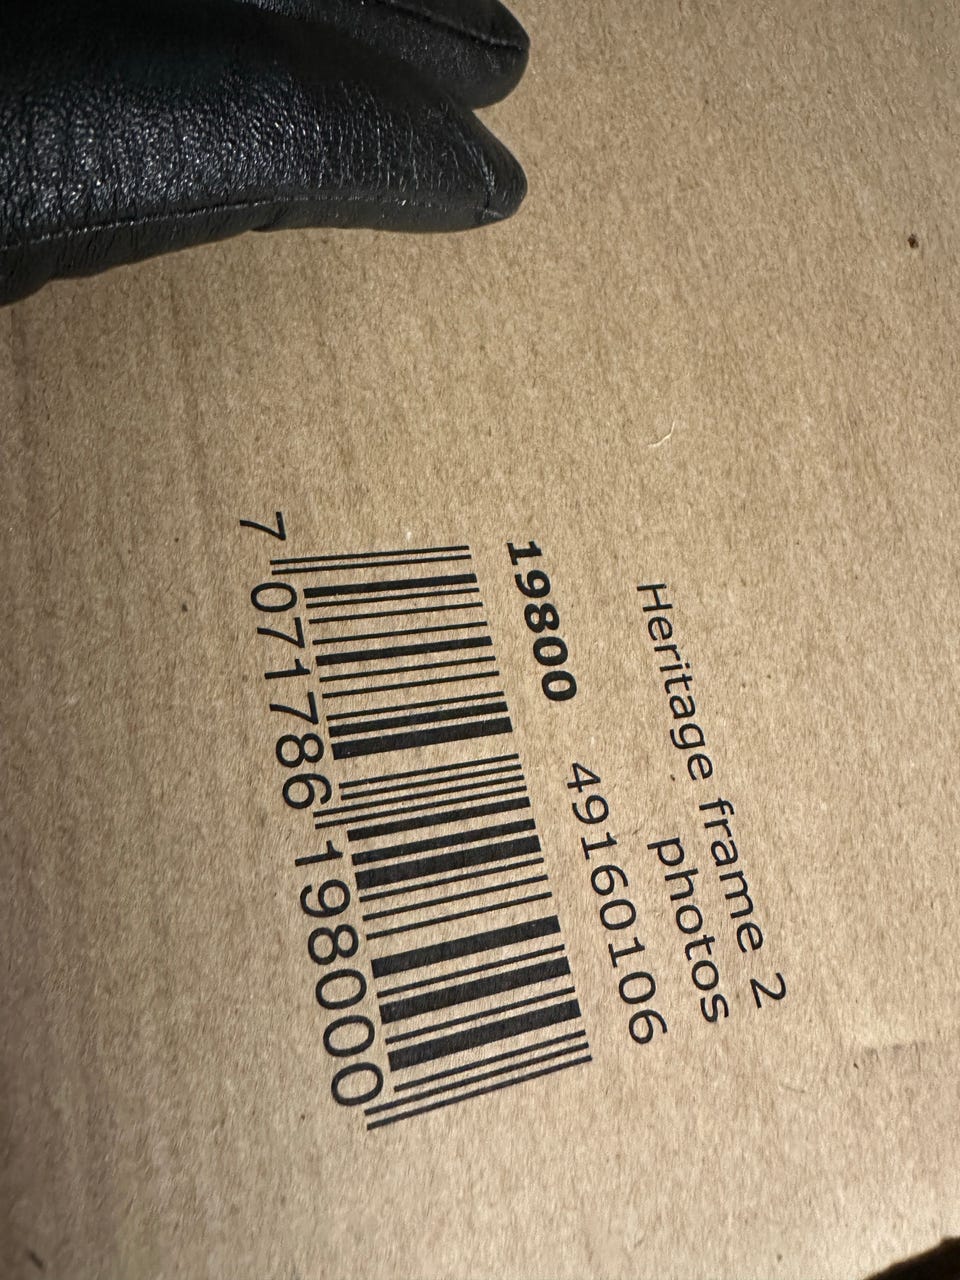 Heritage frame 2
photos
19800 49160106
7 071786 198000